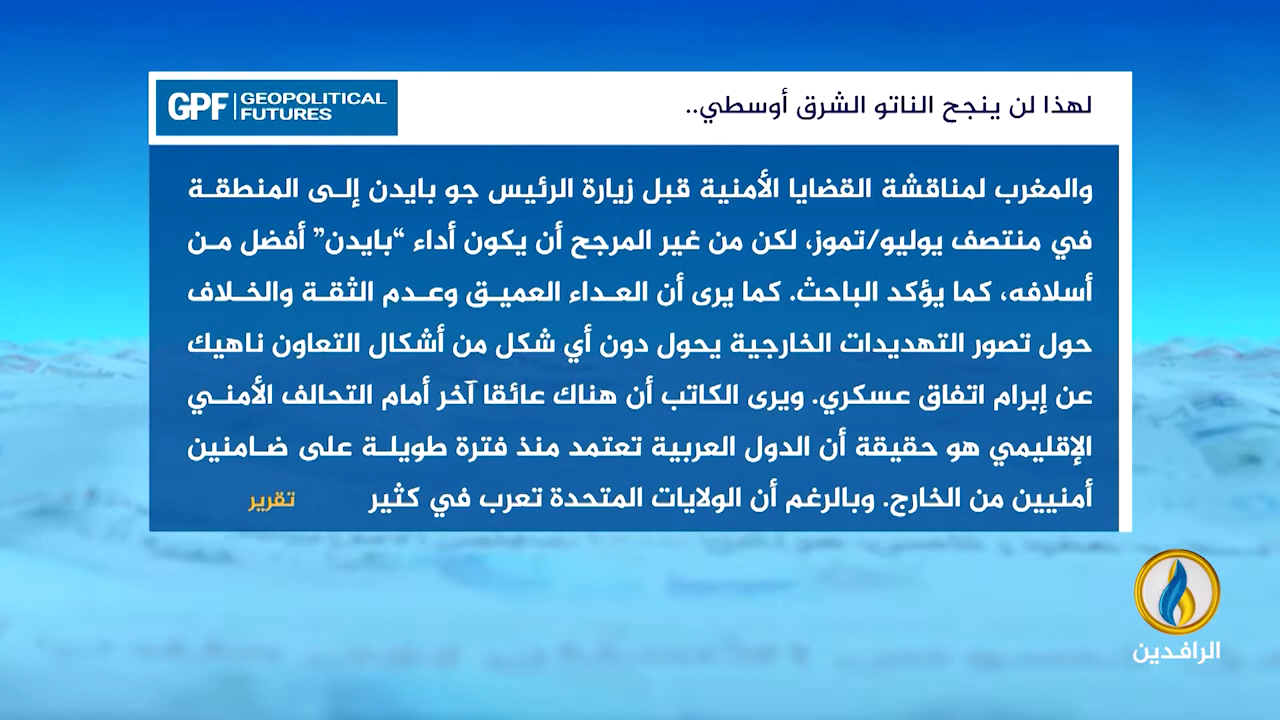 GPF GEOPOLITICAL
FUTURES
لهذا لن ينجح الناتو الشرق أوسطي..
والمغرب لمناقشة القضايا الأمنية قبل زيارة الرئيس جو بايدن إلى المنطقة
في منتصف يوليو/تموز، لكن من غير المرجح أن يكون أداء “بايدن” أفضل من
أسلافه، كما يؤكد الباحث. كما يرى أن العداء العميق وعدم الثقة والخلاف
حول تصور التهديدات الخارجية يحول دون أي شكل من أشكال التعاون ناهيك
عن إبرام اتفاق عسكري. ويرى الكاتب أن هناك عائقا آخر أمام التحالف الأمني
الإقليمي هو حقيقة أن الدول العربية تعتمد منذ فترة طويلة على ضامنين
أمنيين من الخارج. وبالرغم أن الولايات المتحدة تعرب في كثير
تقرير
الرافدين